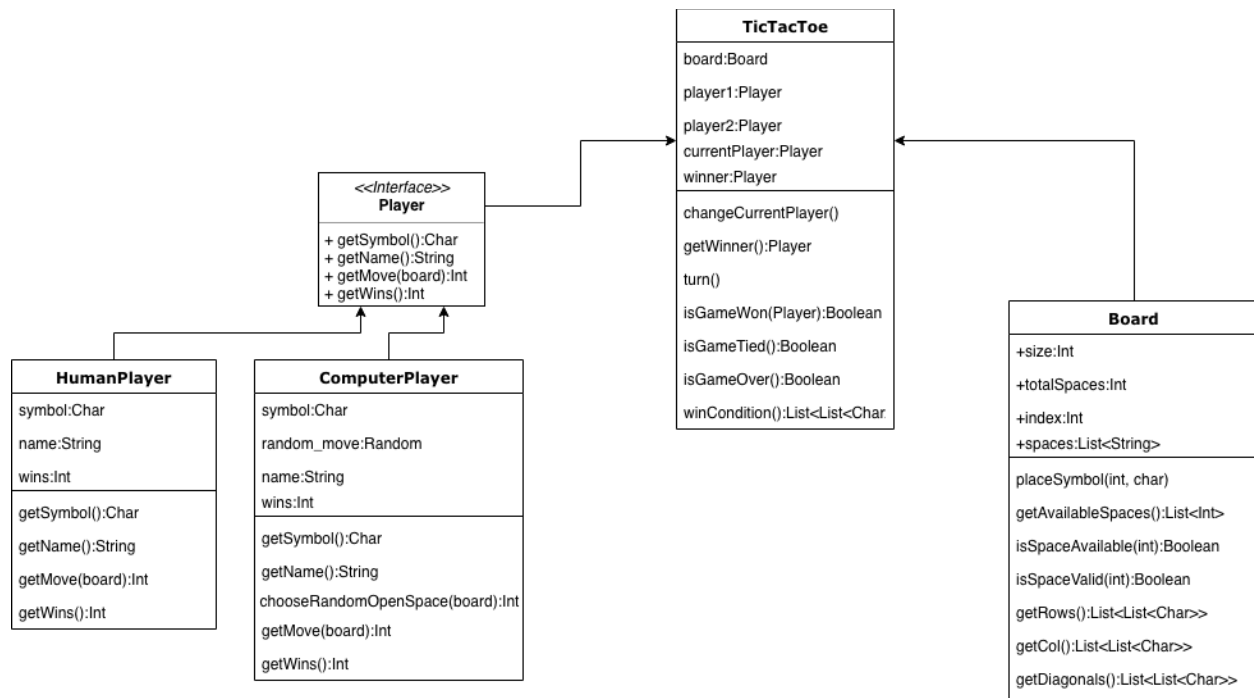 TicTacToe
board:Board
player1:Player
player2:Player
currentPlayer:Player
winner:Player
changeCurrentPlayer()
getWinner():Player
turn()
isGameWon(Player):Boolean
isGameTied():Boolean
isGameOver():Boolean
winCondition():List<List<Char
<<Interface>>
Player
+ getSymbol():Char
+ getName():String
+ getMove(board):Int
+ getWins():Int
HumanPlayer
symbol:Char
name:String
wins:Int
getSymbol():Char
getName():String
getMove(board):Int
getWins():Int
ComputerPlayer
symbol:Char
random_move:Random
name:String
wins:Int
getSymbol():Char
getName():String
chooseRandomOpenSpace(board):Int
getMove(board):Int
getWins():Int
Board
+size:Int
+totalSpaces:Int
+index:Int
+spaces:List<String>
placeSymbol(int, char)
getAvailableSpaces():List<Int>
isSpaceAvailable(int):Boolean
isSpaceValid(int):Boolean
getRows():List<List<Char>>
getCol():List<List<Char>>
getDiagonals():List<List<Char>>